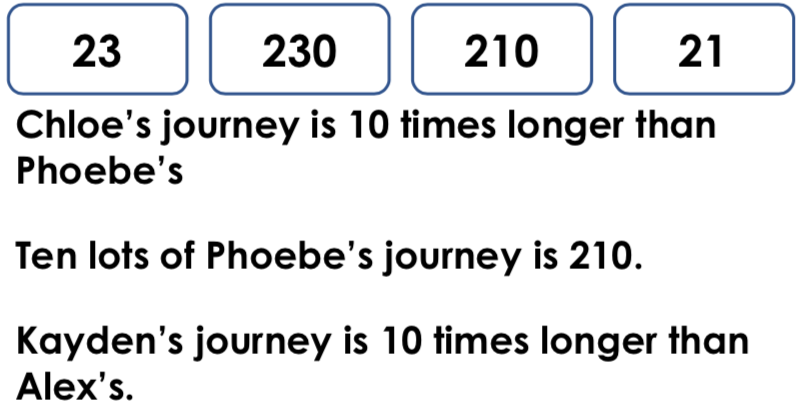 23 230 210 21
Chloe's journey is 10 times longer than
Phoebe's
Ten lots of Phoebe's journey is 210.
Kayden's journey is 10 times longer than
Alex's.